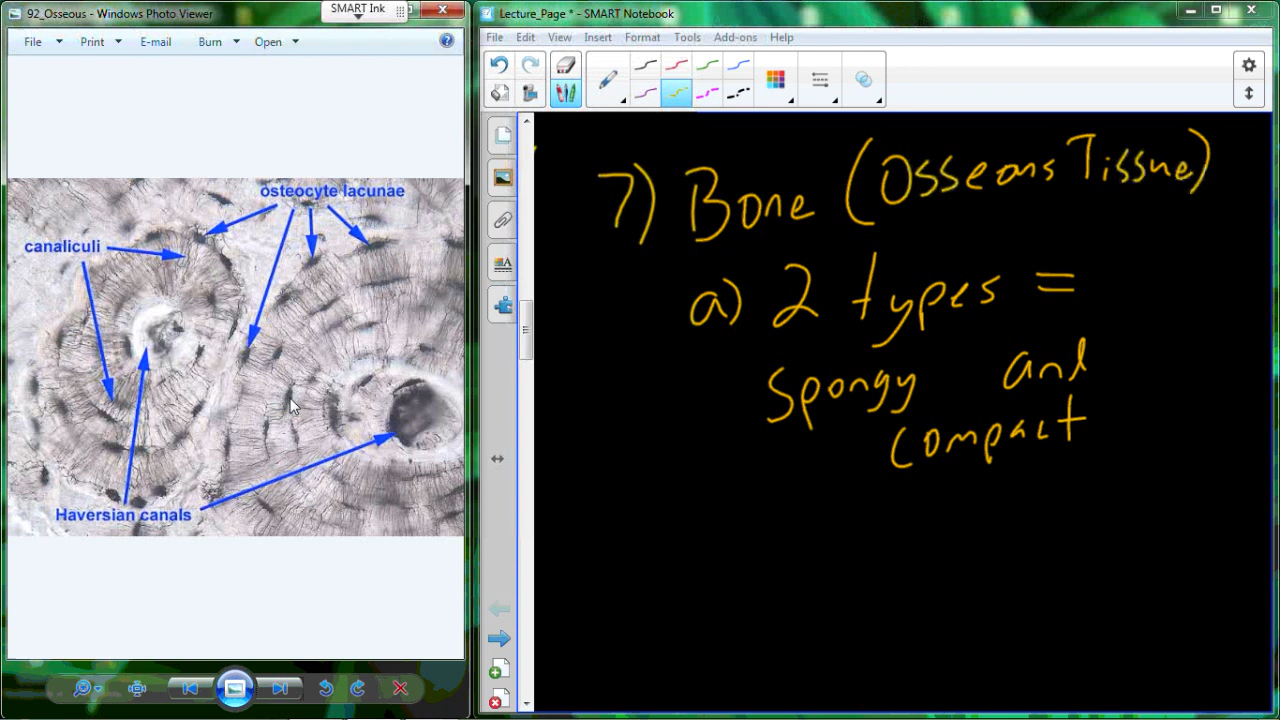 92_Osseous - Windows Photo Viewer
SMART Ink
File Print E-mail Burn Open
osteocyte lacunae
canaliculi
Haversian canals
Lecture_Page * - SMART Notebook
File Edit View Insert Format Tools Add-ons Help
7) Bone (Osseous Tissue)
a) 2 types =
Spongy and
compact